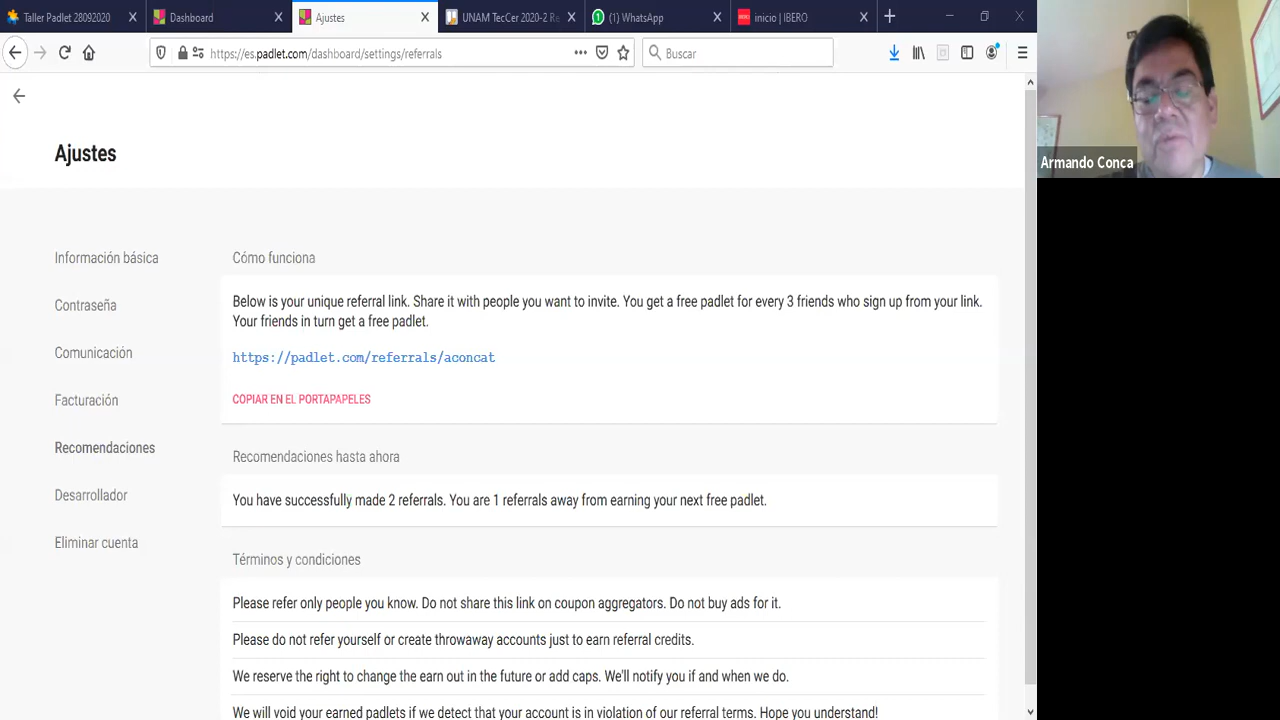 Taller Padlet 28092020
Dashboard
Ajustes
UNAM TecCer 2020-2 Re
(1) WhatsApp
inicio | IBERO
https://es.padlet.com/dashboard/settings/referrals
Buscar
Armando Conca
Ajustes
Información básica
Contraseña
Comunicación
Facturación
Recomendaciones
Desarrollador
Eliminar cuenta
Cómo funciona
Below is your unique referral link. Share it with people you want to invite. You get a free padlet for every 3 friends who sign up from your link.
Your friends in turn get a free padlet.
https://padlet.com/referrals/aconcat
COPIAR EN EL PORTAPAPELES
Recomendaciones hasta ahora
You have successfully made 2 referrals. You are 1 referrals away from earning your next free padlet.
Términos y condiciones
Please refer only people you know. Do not share this link on coupon aggregators. Do not buy ads for it.
Please do not refer yourself or create throwaway accounts just to earn referral credits.
We reserve the right to change the earn out in the future or add caps. We'll notify you if and when we do.
We will void your earned padlets if we detect that your account is in violation of our referral terms. Hope you understand!